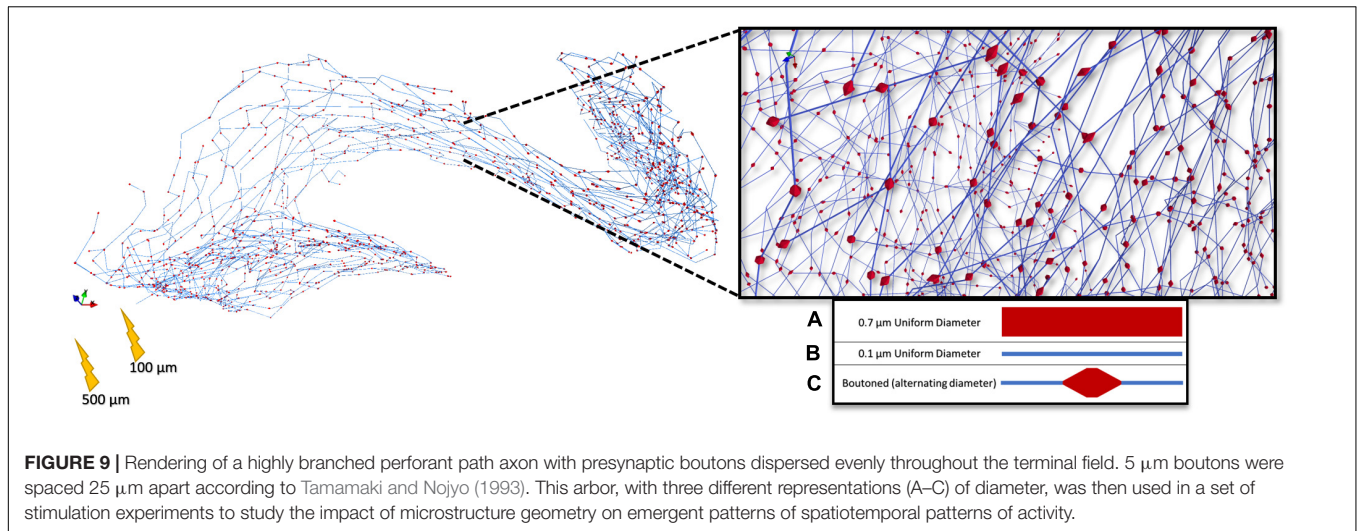 100 μm
500 μm
A 0.7 μm Uniform Diameter
B 0.1 μm Uniform Diameter
C Boutoned (alternating diameter)
FIGURE 9 | Rendering of a highly branched perforant path axon with presynaptic boutons dispersed evenly throughout the terminal field. 5 μm boutons were
spaced 25 μm apart according to Tamamaki and Nojyo (1993). This arbor, with three different representations (A–C) of diameter, was then used in a set of
stimulation experiments to study the impact of microstructure geometry on emergent patterns of spatiotemporal patterns of activity.